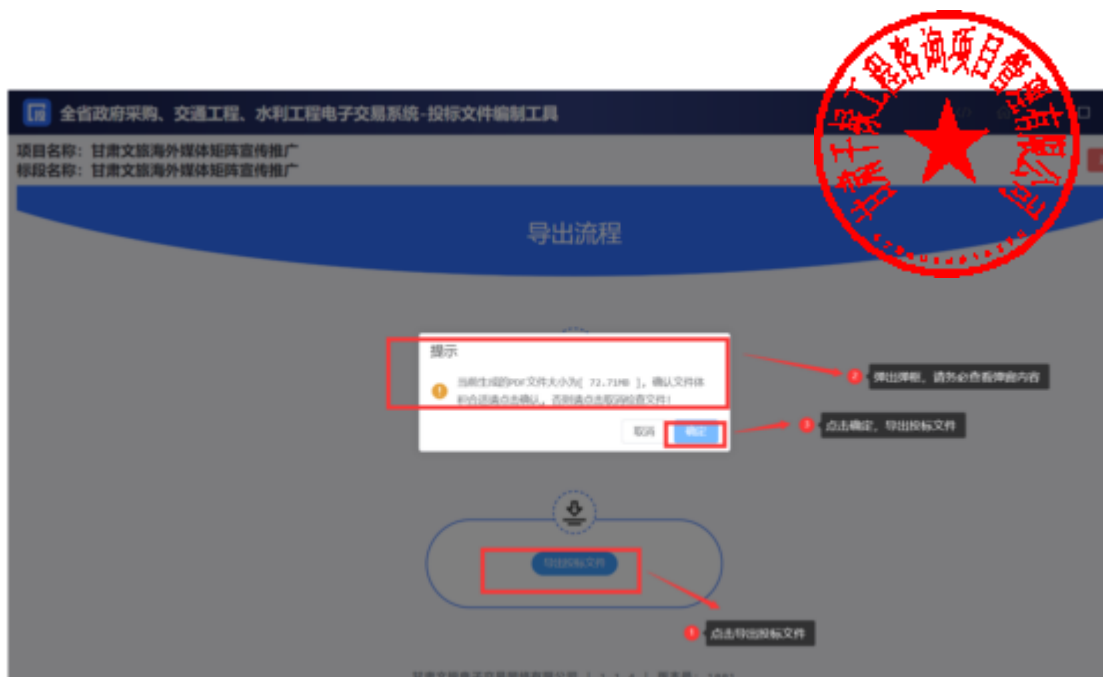 全省政府采购、交通工程、水利工程电子交易系统-投标文件编制工具
项目名称：甘肃文旅海外媒体矩阵宣传推广
标段名称：甘肃文旅海外媒体矩阵宣传推广
导出流程
提示
当前生成的PDF文件大小为[ 72.71MB ]，确认文件体
积合适请点击确认，否则请点击取消检查文件！
取消 确定
2 弹出弹框，请务必查看弹窗内容
3 点击确定，导出投标文件
导出投标文件
1 点击导出投标文件